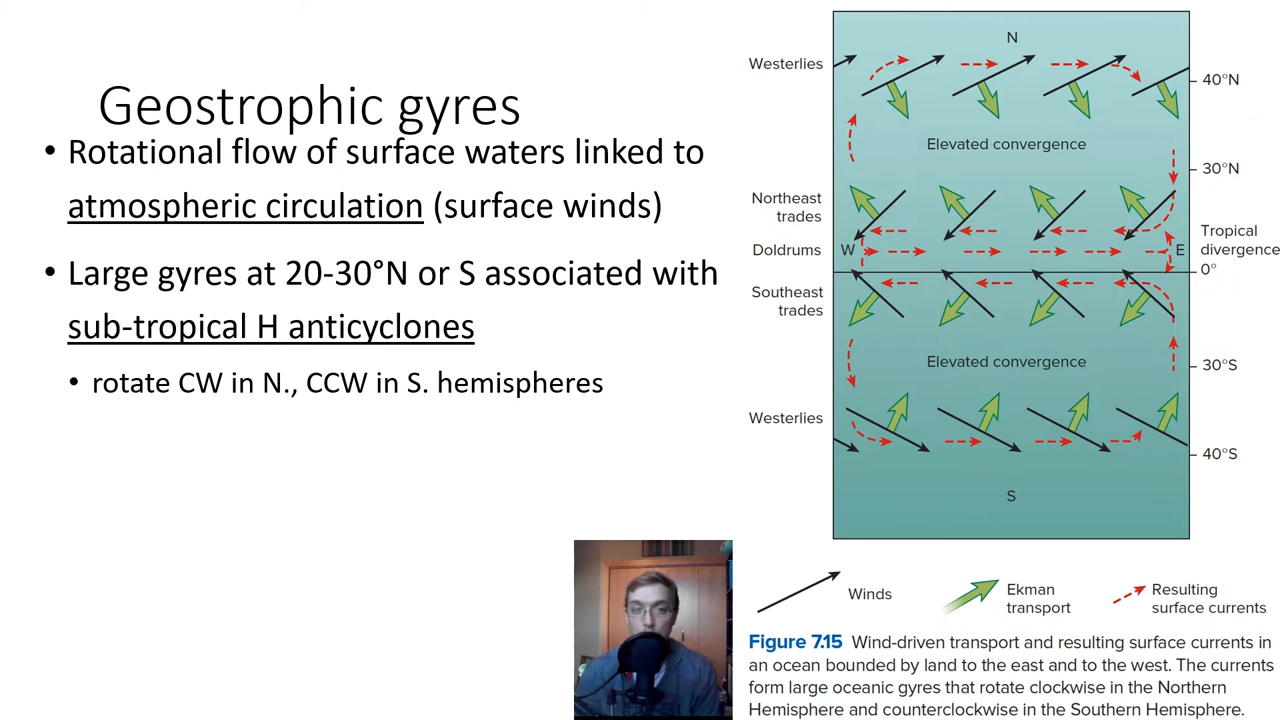 Geostrophic gyres
• Rotational flow of surface waters linked to
atmospheric circulation (surface winds)
• Large gyres at 20-30°N or S associated with
sub-tropical H anticyclones
• rotate CW in N., CCW in S. hemispheres
N
Westerlies
40°N
Elevated convergence
30°N
Northeast
trades
Doldrums
W
E
Tropical
divergence
0°
Southeast
trades
Elevated convergence
30°S
Westerlies
40°S
S
Winds
Ekman
transport
Resulting
surface currents
Figure 7.15 Wind-driven transport and resulting surface currents in
an ocean bounded by land to the east and to the west. The currents
form large oceanic gyres that rotate clockwise in the Northern
Hemisphere and counterclockwise in the Southern Hemisphere.